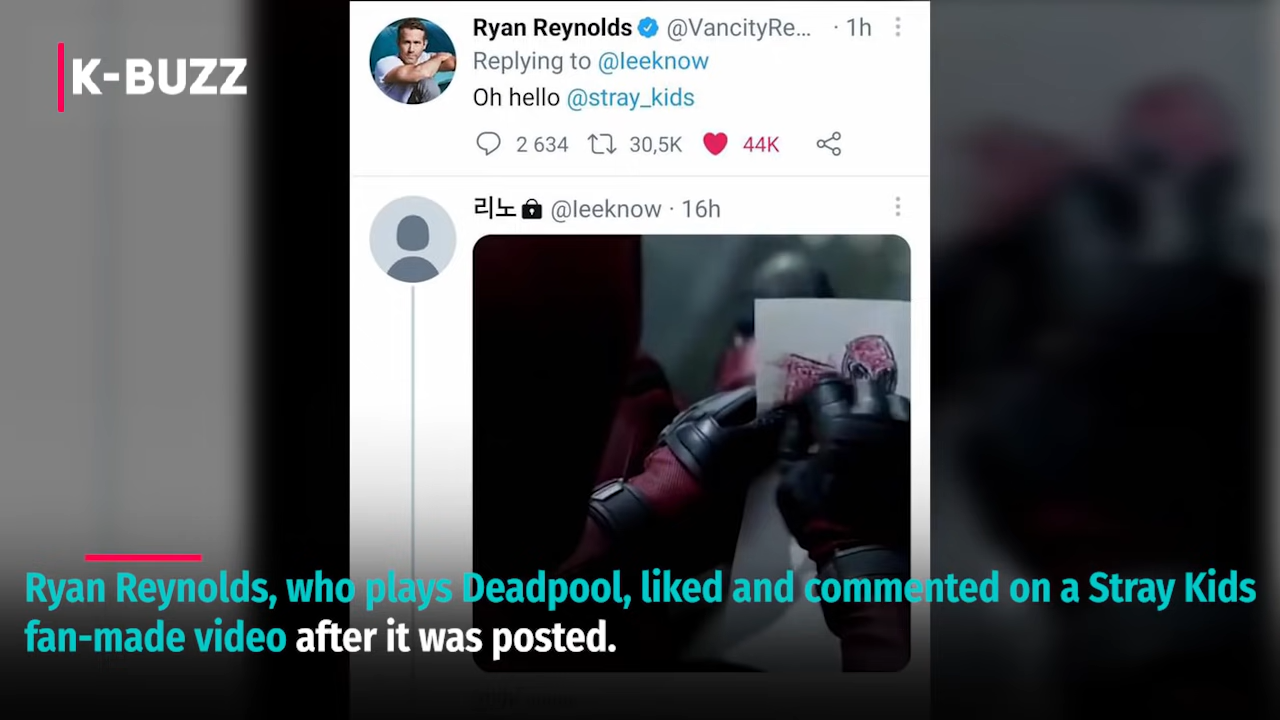 K-BUZZ
Ryan Reynolds @VancityRe... · 1h
Replying to @leeknow
Oh hello @stray_kids
2 634 30,5K 44K
리노 @leeknow · 16h
Ryan Reynolds, who plays Deadpool, liked and commented on a Stray Kids
fan-made video after it was posted.